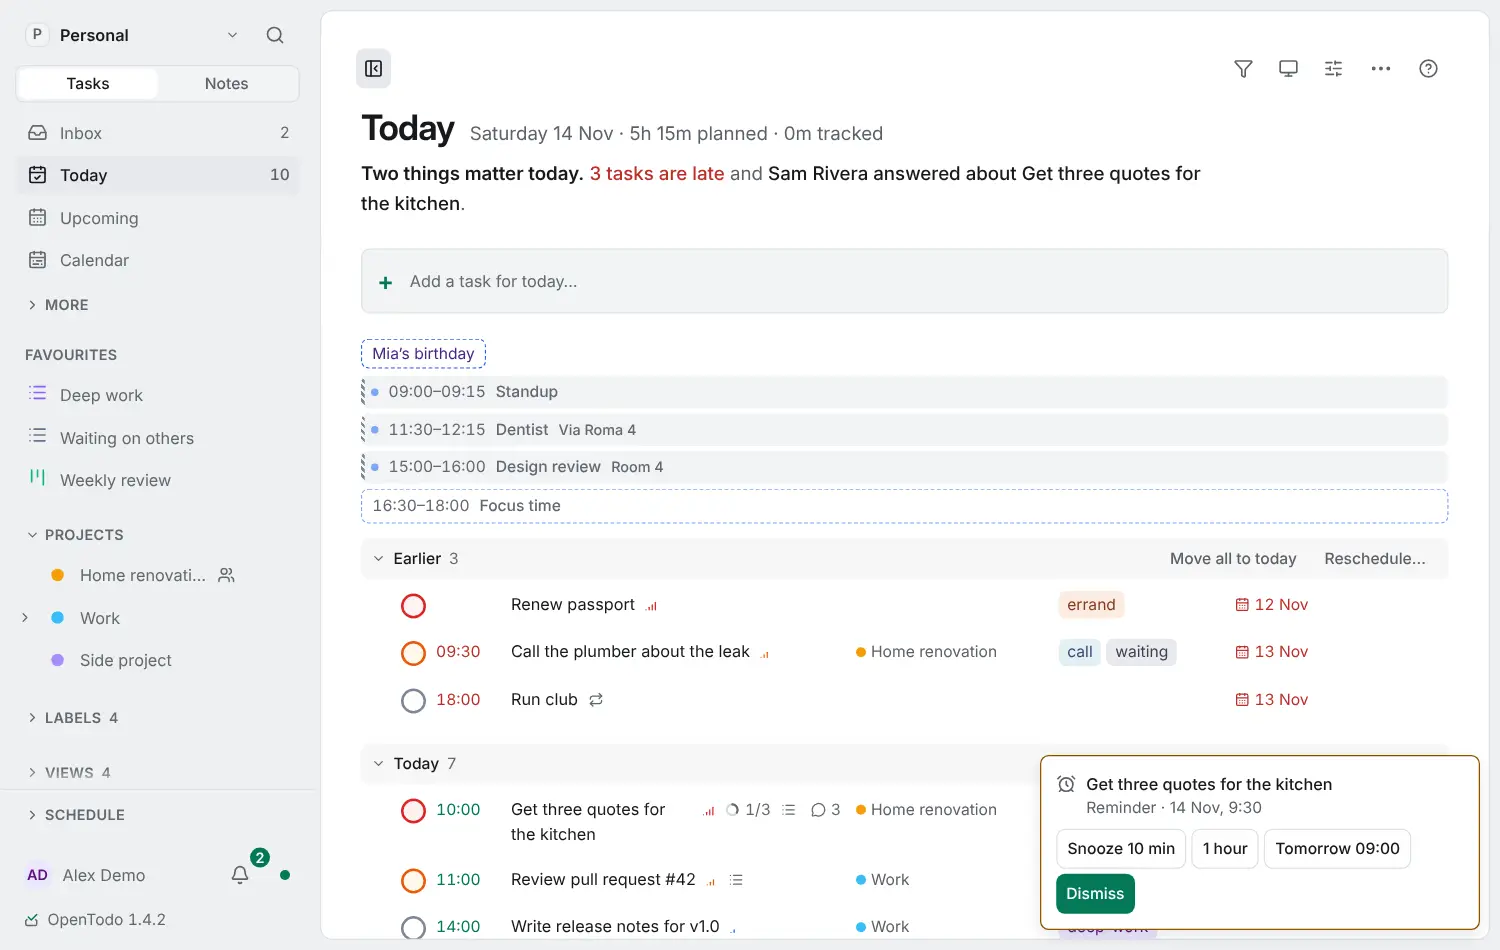 P Personal
Tasks Notes
Inbox 2
Today 10
Upcoming
Calendar
MORE
FAVOURITES
Deep work
Waiting on others
Weekly review
PROJECTS
Home renovati...
Work
Side project
LABELS 4
VIEWS 4
SCHEDULE
AD Alex Demo 2
OpenTodo 1.4.2
Today Saturday 14 Nov · 5h 15m planned · 0m tracked
Two things matter today. 3 tasks are late and Sam Rivera answered about Get three quotes for
the kitchen.
+ Add a task for today...
Mia's birthday
09:00–09:15 Standup
11:30–12:15 Dentist Via Roma 4
15:00–16:00 Design review Room 4
16:30–18:00 Focus time
Earlier 3 Move all to today Reschedule...
Renew passport errand 12 Nov
09:30 Call the plumber about the leak Home renovation call waiting 13 Nov
18:00 Run club 13 Nov
Today 7
10:00 Get three quotes for 1/3 3 Home renovation
the kitchen
11:00 Review pull request #42 Work
14:00 Write release notes for v1.0 Work
Get three quotes for the kitchen
Reminder · 14 Nov, 9:30
Snooze 10 min 1 hour Tomorrow 09:00
Dismiss